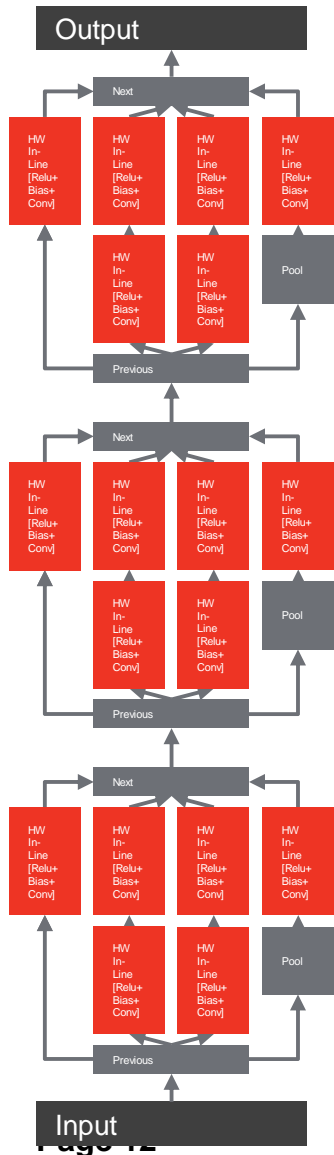 Output
Next
HW
In-
Line
[Relu+
Bias+
Conv]
HW
In-
Line
[Relu+
Bias+
Conv]
HW
In-
Line
[Relu+
Bias+
Conv]
HW
In-
Line
[Relu+
Bias+
Conv]
HW
In-
Line
[Relu+
Bias+
Conv]
HW
In-
Line
[Relu+
Bias+
Conv]
Pool
Previous
Next
HW
In-
Line
[Relu+
Bias+
Conv]
HW
In-
Line
[Relu+
Bias+
Conv]
HW
In-
Line
[Relu+
Bias+
Conv]
HW
In-
Line
[Relu+
Bias+
Conv]
HW
In-
Line
[Relu+
Bias+
Conv]
HW
In-
Line
[Relu+
Bias+
Conv]
Pool
Previous
Next
HW
In-
Line
[Relu+
Bias+
Conv]
HW
In-
Line
[Relu+
Bias+
Conv]
HW
In-
Line
[Relu+
Bias+
Conv]
HW
In-
Line
[Relu+
Bias+
Conv]
HW
In-
Line
[Relu+
Bias+
Conv]
HW
In-
Line
[Relu+
Bias+
Conv]
Pool
Previous
Input
Page 12